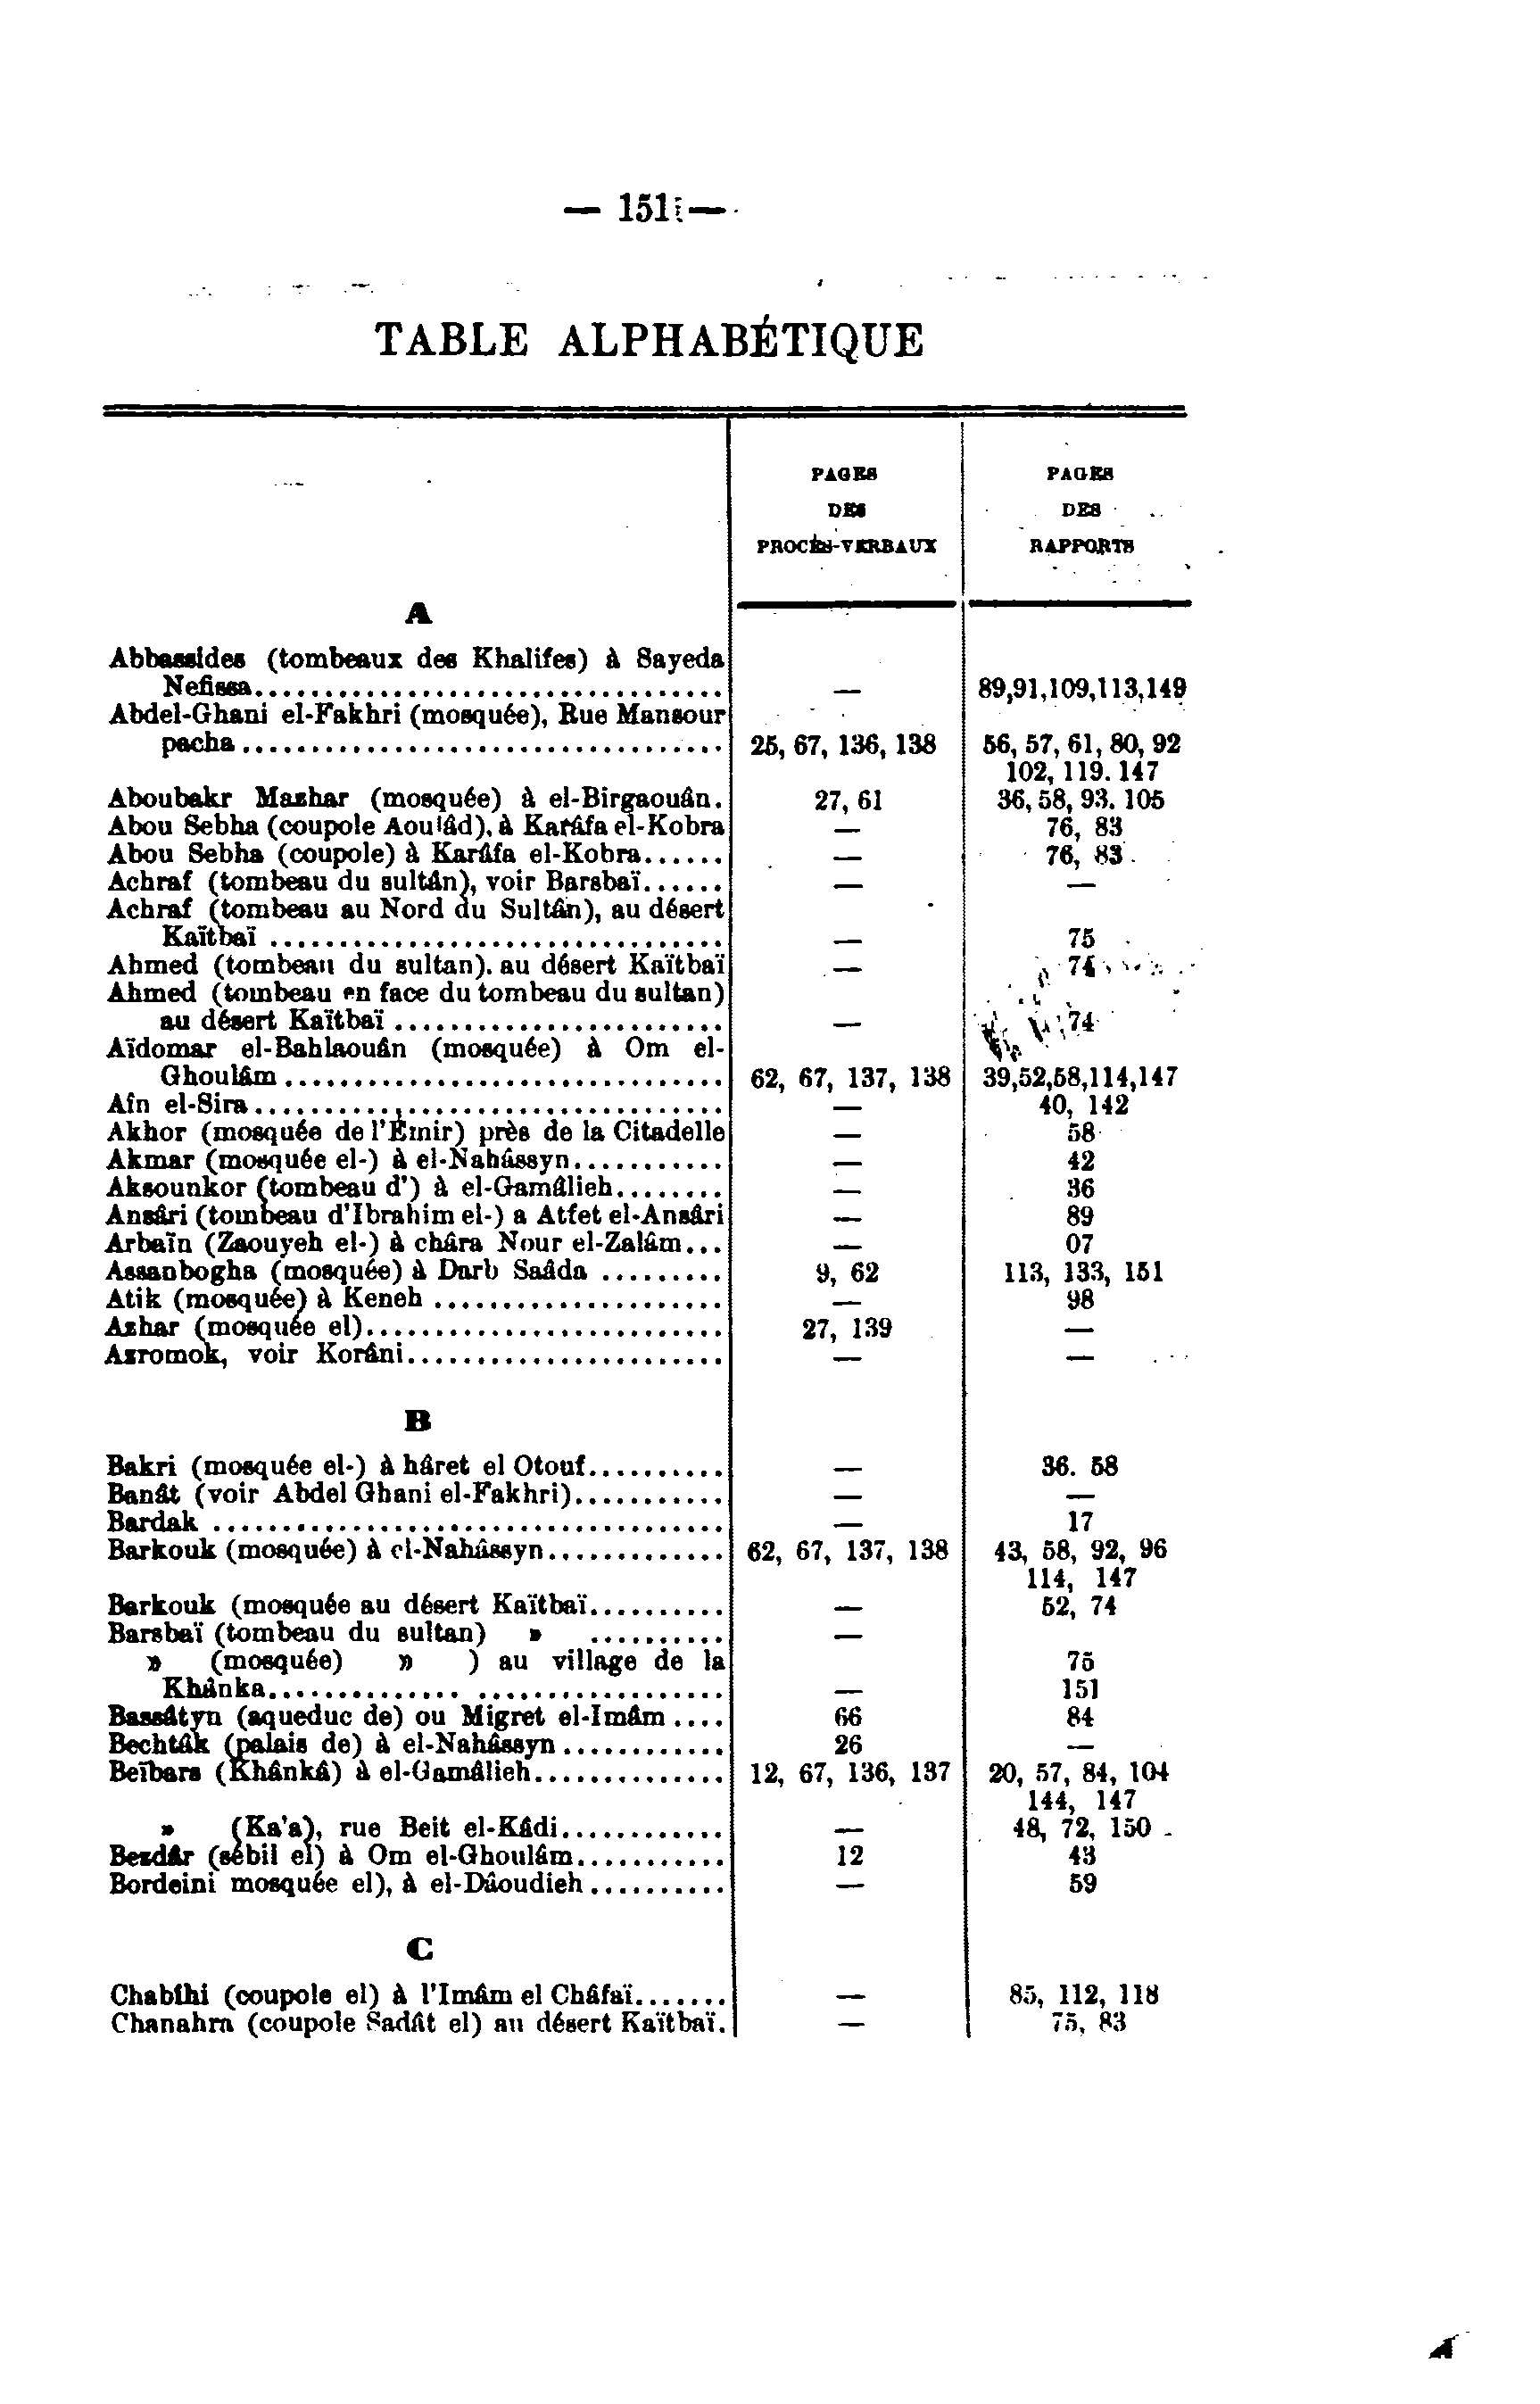 — 151 —
TABLE ALPHABÉTIQUE
PAGES PAGES
DES DES
PROCÈS-VERBAUX RAPPORTS
A
Abbassides (tombeaux des Khalifes) à Sayeda
Nefissa.................................. — 89,91,109,113,149
Abdel-Ghani el-Fakhri (mosquée), Rue Mansour
pacha................................... 25, 67, 136, 138 56, 57, 61, 80, 92
102, 119. 147
Aboubakr Mazhar (mosquée) à el-Birgaouân. 27, 61 36, 58, 93. 105
Abou Sebha (coupole Aoulâd), à Karâfa el-Kobra — 76, 83
Abou Sebha (coupole) à Karâfa el-Kobra...... — 76, 83
Achraf (tombeau du sultân), voir Barsbaï...... — —
Achraf (tombeau au Nord du Sultân), au désert
Kaïtbaï ................................. — 75
Ahmed (tombeau du sultan). au désert Kaïtbaï — 74
Ahmed (tombeau en face du tombeau du sultan)
au désert Kaïtbaï ........................ — 74
Aïdomar el-Bahlaouân (mosquée) à Om el-
Ghoulâm................................ 62, 67, 137, 138 39,52,58,114,147
Aîn el-Sira.................................. — 40, 142
Akhor (mosquée de l'Émir) près de la Citadelle — 58
Akmar (mosquée el-) à el-Nahâssyn........... — 42
Aksounkor (tombeau d') à el-Gamâlieh........ — 36
Ansâri (tombeau d'Ibrahim el-) a Atfet el-Ansâri — 89
Arbaïn (Zaouyeh el-) à châra Nour el-Zalâm... — 07
Assanbogha (mosquée) à Darb Saâda ......... 9, 62 113, 133, 151
Atik (mosquée) à Keneh ..................... — 98
Azhar (mosquée el).......................... 27, 139 —
Azromok, voir Korâni....................... — —
B
Bakri (mosquée el-) à hâret el Otouf.......... — 36. 58
Banât (voir Abdel Ghani el-Fakhri)........... — —
Bardak ..................................... — 17
Barkouk (mosquée) à el-Nahâssyn............. 62, 67, 137, 138 43, 58, 92, 96
114, 147
Barkouk (mosquée au désert Kaïtbaï.......... — 52, 74
Barsbaï (tombeau du sultan) » .......... —
» (mosquée) » ) au village de la 75
Khânka.............. .................. — 151
Bassâtyn (aqueduc de) ou Migret el-Imâm .... 66 84
Bechtâk (palais de) à el-Nahâssyn ............ 26 —
Beïbars (Khânkâ) à el-Gamâlieh.............. 12, 67, 136, 137 20, 57, 84, 104
144, 147
» (Ka'a), rue Beit el-Kâdi............ — 48, 72, 150
Bezdâr (sébil el) à Om el-Ghoulâm........... 12 43
Bordeini mosquée el), à el-Dâoudieh .......... — 59
C
Chabîhi (coupole el) à l'Imâm el Châfaï....... — 85, 112, 118
Chanahra (coupole Sadât el) au désert Kaïtbaï. — 75, 83